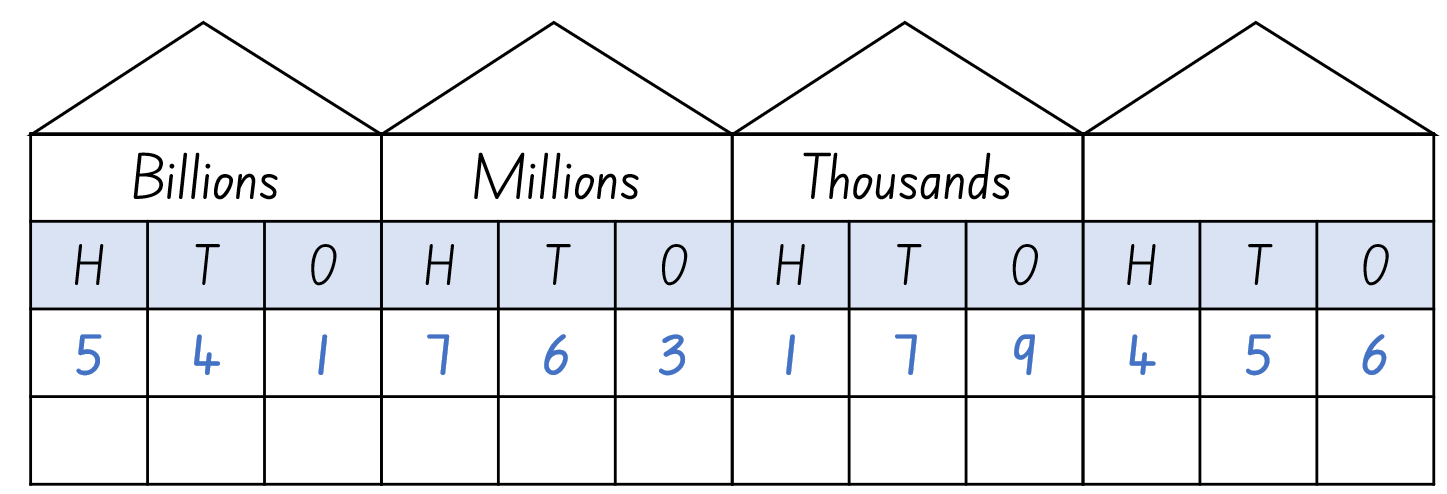 Billions Millions Thousands
H T O H T O H T O H T O
5 4 1 7 6 3 1 7 9 4 5 6